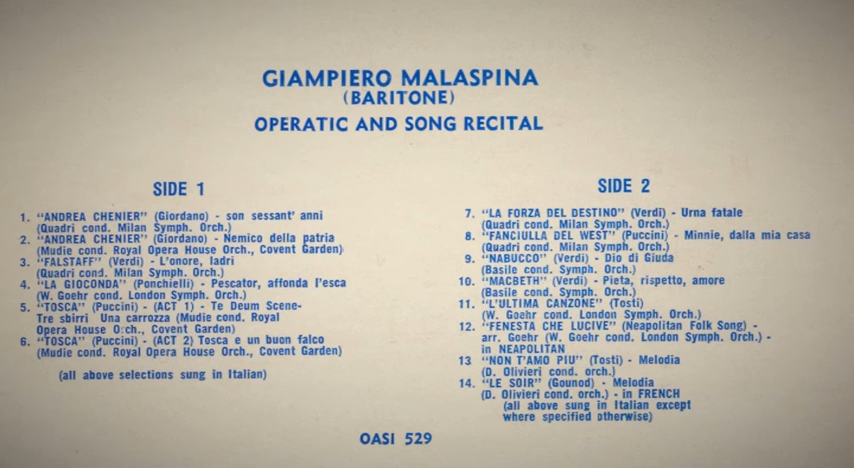 GIAMPIERO MALASPINA
(BARITONE)
OPERATIC AND SONG RECITAL
SIDE 1
1. "ANDREA CHENIER" (Giordano) - son sessant' anni
(Quadri cond. Milan Symph. Orch.)
2. "ANDREA CHENIER" (Giordano) - Nemico della patria
(Mudie cond. Royal Opera House Orch., Covent Garden)
3. "FALSTAFF" (Verdi) - L'onore, ladri
(Quadri cond. Milan Symph. Orch.)
4. "LA GIOCONDA" (Ponchielli) - Pescator, affonda l'esca
(W. Goehr cond. London Symph. Orch.)
5. "TOSCA" (Puccini) - (ACT 1) - Te Deum Scene-
Tre sbirri Una carrozza (Mudie cond. Royal
Opera House Orch., Covent Garden)
6. "TOSCA" (Puccini) - (ACT 2) Tosca e un buon falco
(Mudie cond. Royal Opera House Orch., Covent Garden)
(all above selections sung in Italian)
SIDE 2
7. "LA FORZA DEL DESTINO" (Verdi) - Urna fatale
(Quadri cond. Milan Symph. Orch.)
8. "FANCIULLA DEL WEST" (Puccini) - Minnie, dalla mia casa
(Quadri cond. Milan Symph. Orch.)
9. "NABUCCO" (Verdi) - Dio di Giuda
(Basile cond. Symph. Orch.)
10. "MACBETH" (Verdi) - Pieta, rispetto, amore
(Basile cond. Symph. Orch.)
11. "L'ULTIMA CANZONE" (Tosti)
(W. Goehr cond. London Symph. Orch.)
12. "FENESTA CHE LUCIVE" (Neapolitan Folk Song) -
arr. Goehr (W. Goehr cond. London Symph. Orch.) -
in NEAPOLITAN
13 "NON T'AMO PIU" (Tosti) - Melodia
(D. Olivieri cond. orch.)
14. "LE SOIR" (Gounod) - Melodia
(D. Olivieri cond. orch.) - in FRENCH
(all above sung in Italian except
where specified otherwise)
OASI 529